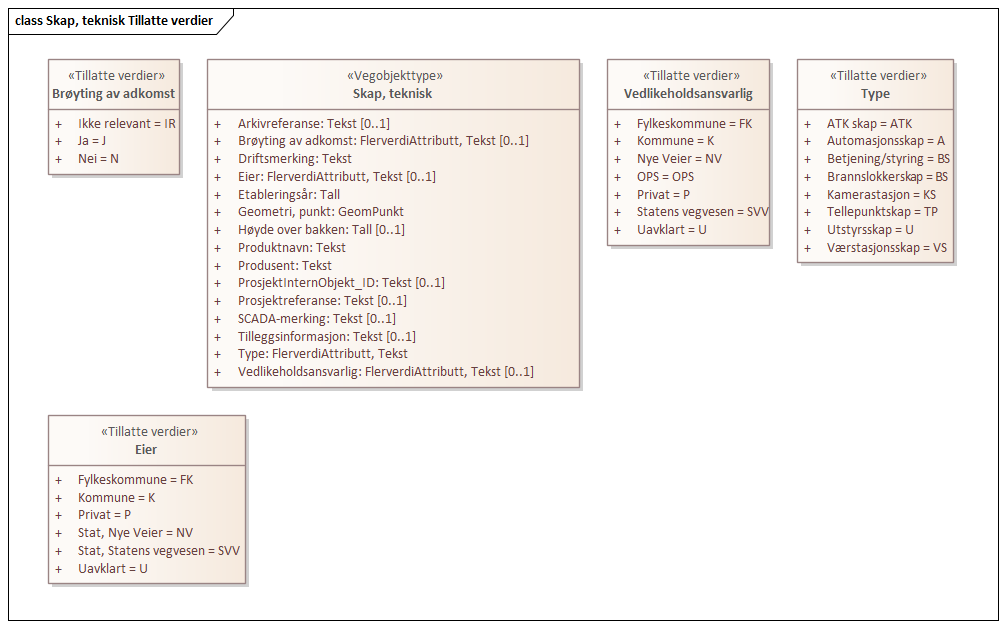 class Skap, teknisk Tillatte verdier
«Tillatte verdier»
Brøyting av adkomst
+ Ikke relevant = IR
+ Ja = J
+ Nei = N
«Vegobjekttype»
Skap, teknisk
+ Arkivreferanse: Tekst [0..1]
+ Brøyting av adkomst: FlerverdiAttributt, Tekst [0..1]
+ Driftsmerking: Tekst
+ Eier: FlerverdiAttributt, Tekst [0..1]
+ Etableringsår: Tall
+ Geometri, punkt: GeomPunkt
+ Høyde over bakken: Tall [0..1]
+ Produktnavn: Tekst
+ Produsent: Tekst
+ ProsjektInternObjekt_ID: Tekst [0..1]
+ Prosjektreferanse: Tekst [0..1]
+ SCADA-merking: Tekst [0..1]
+ Tilleggsinformasjon: Tekst [0..1]
+ Type: FlerverdiAttributt, Tekst
+ Vedlikeholdsansvarlig: FlerverdiAttributt, Tekst [0..1]
«Tillatte verdier»
Vedlikeholdsansvarlig
+ Fylkeskommune = FK
+ Kommune = K
+ Nye Veier = NV
+ OPS = OPS
+ Privat = P
+ Statens vegvesen = SVV
+ Uavklart = U
«Tillatte verdier»
Type
+ ATK skap = ATK
+ Automasjonsskap = A
+ Betjening/styring = BS
+ Brannslokkerskap = BS
+ Kamerastasjon = KS
+ Tellepunktskap = TP
+ Utstyrsskap = U
+ Værstasjonsskap = VS
«Tillatte verdier»
Eier
+ Fylkeskommune = FK
+ Kommune = K
+ Privat = P
+ Stat, Nye Veier = NV
+ Stat, Statens vegvesen = SVV
+ Uavklart = U